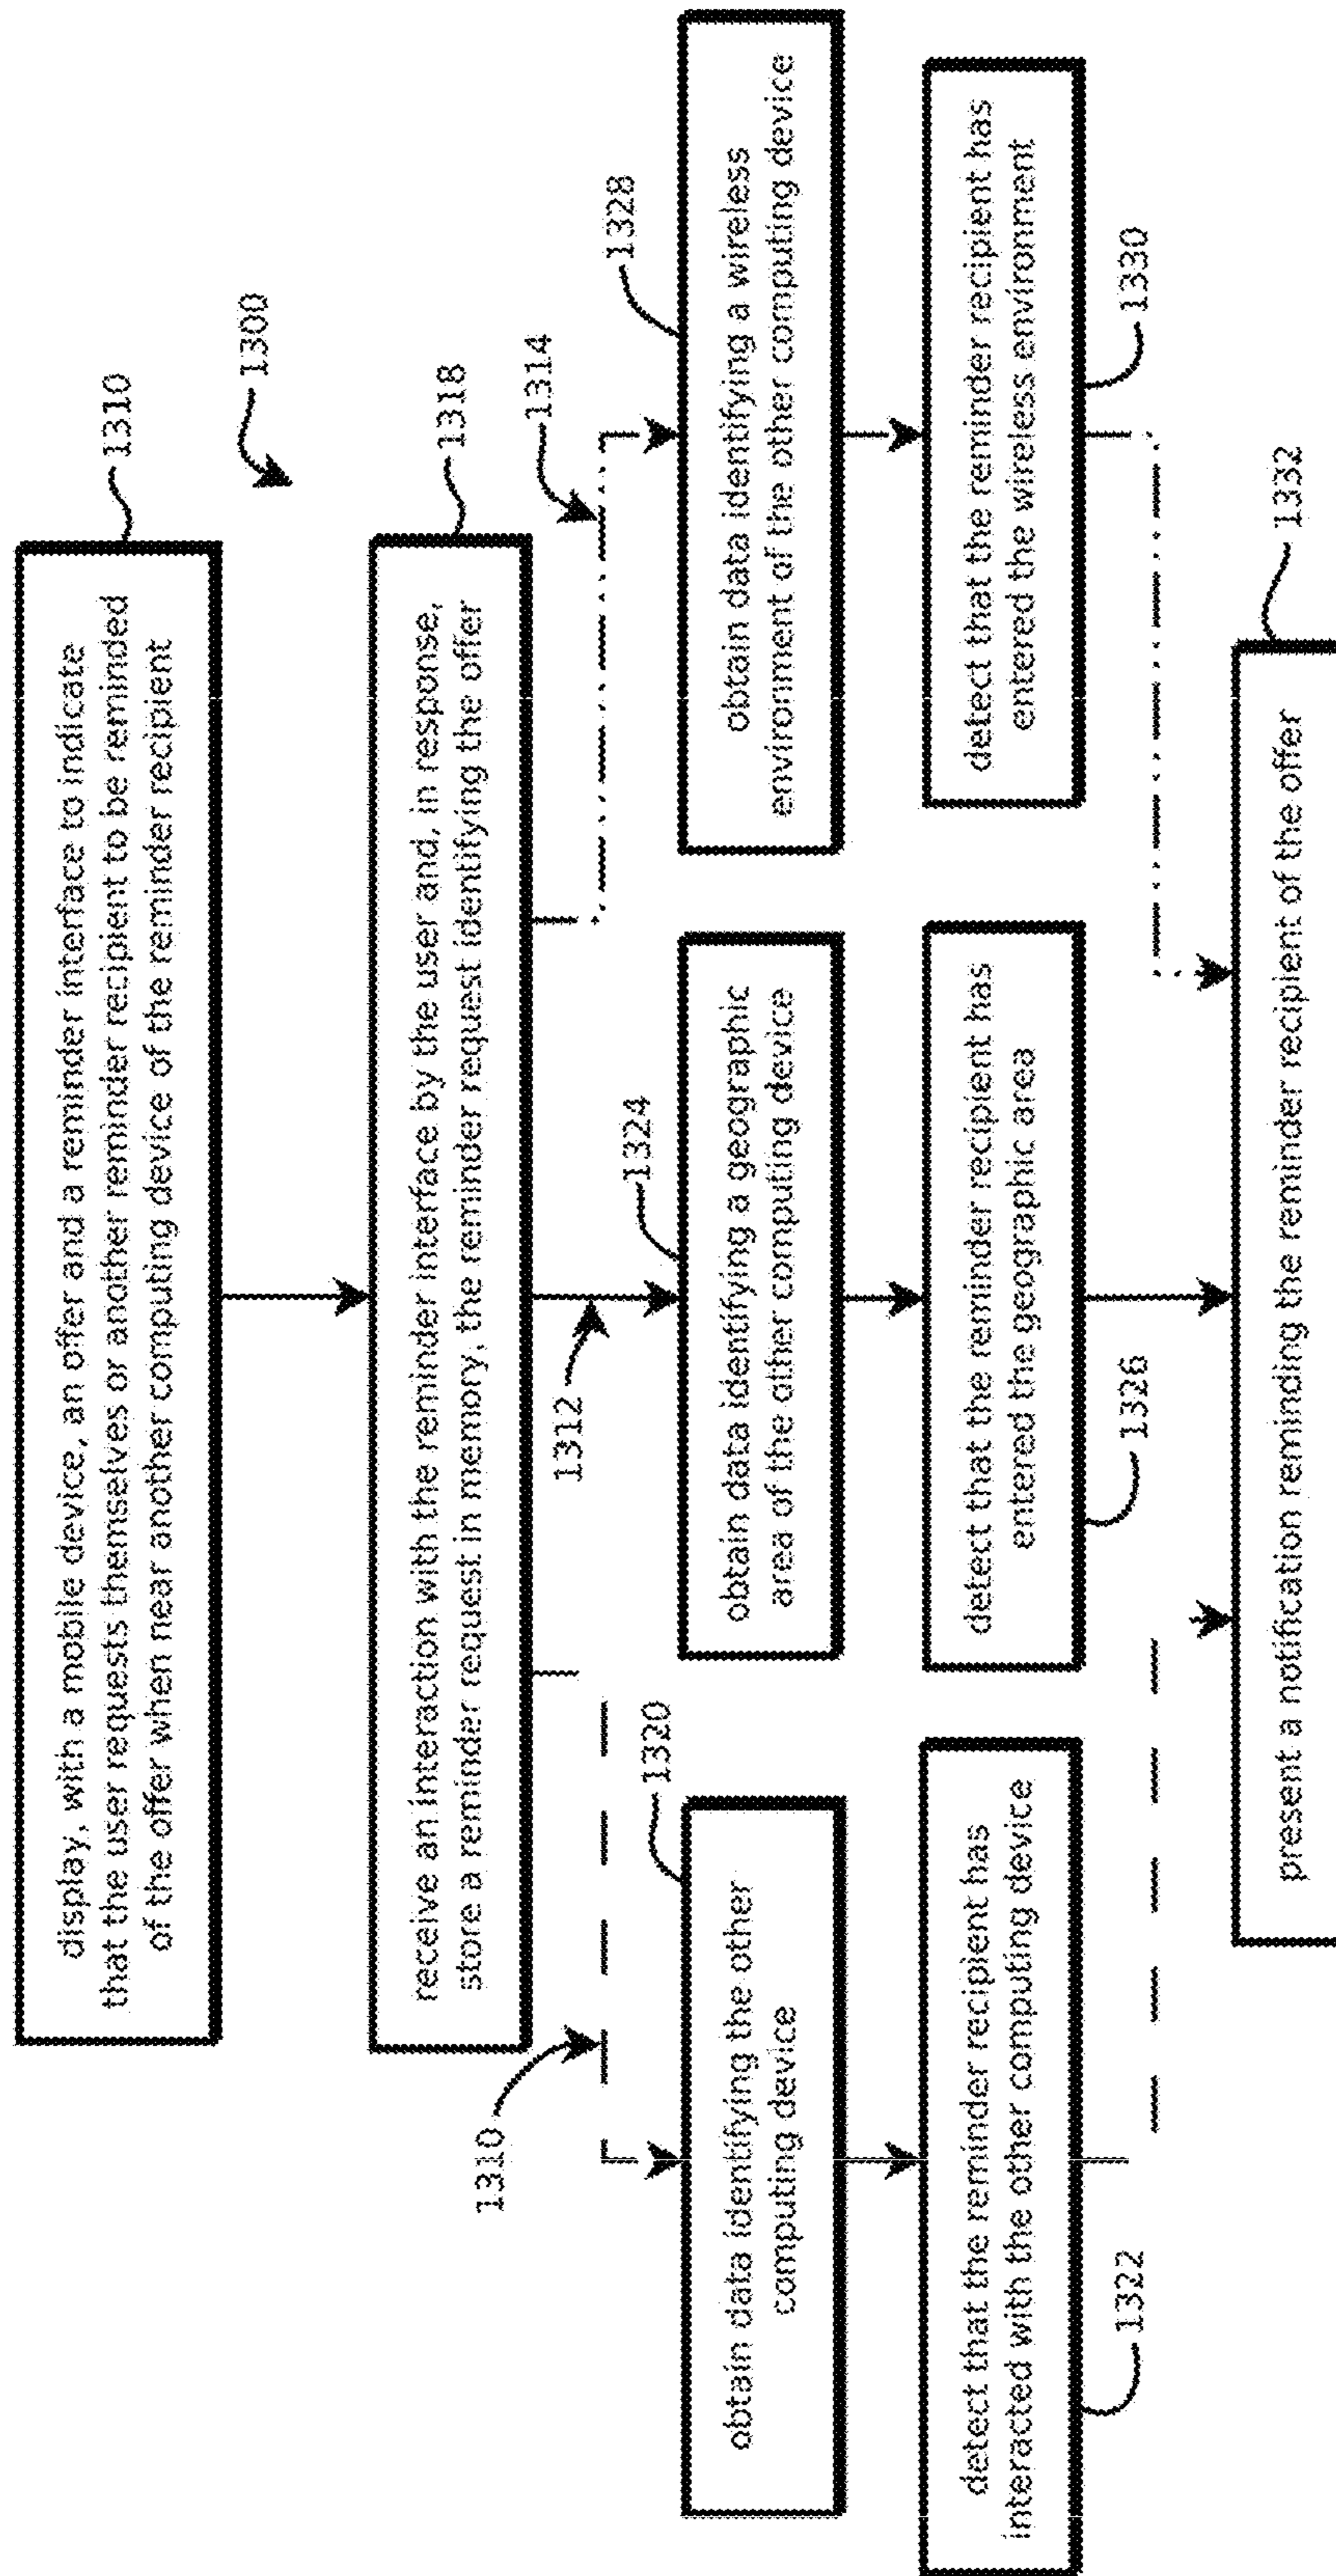 1310
display, with a mobile device, an offer and a reminder interface to indicate
that the user requests themselves or another reminder recipient to be reminded
of the offer when near another computing device of the reminder recipient
1300
1318
receive an interaction with the reminder interface by the user and, in response,
store a reminder request in memory, the reminder request identifying the offer
1310
1312
1314
1320
obtain data identifying the other
computing device
1324
obtain data identifying a geographic
area of the other computing device
1328
obtain data identifying a wireless
environment of the other computing device
detect that the reminder recipient has
interacted with the other computing device
1322
detect that the reminder recipient has
entered the geographic area
1326
detect that the reminder recipient has
entered the wireless environment
1330
1332
present a notification reminding the reminder recipient of the offer